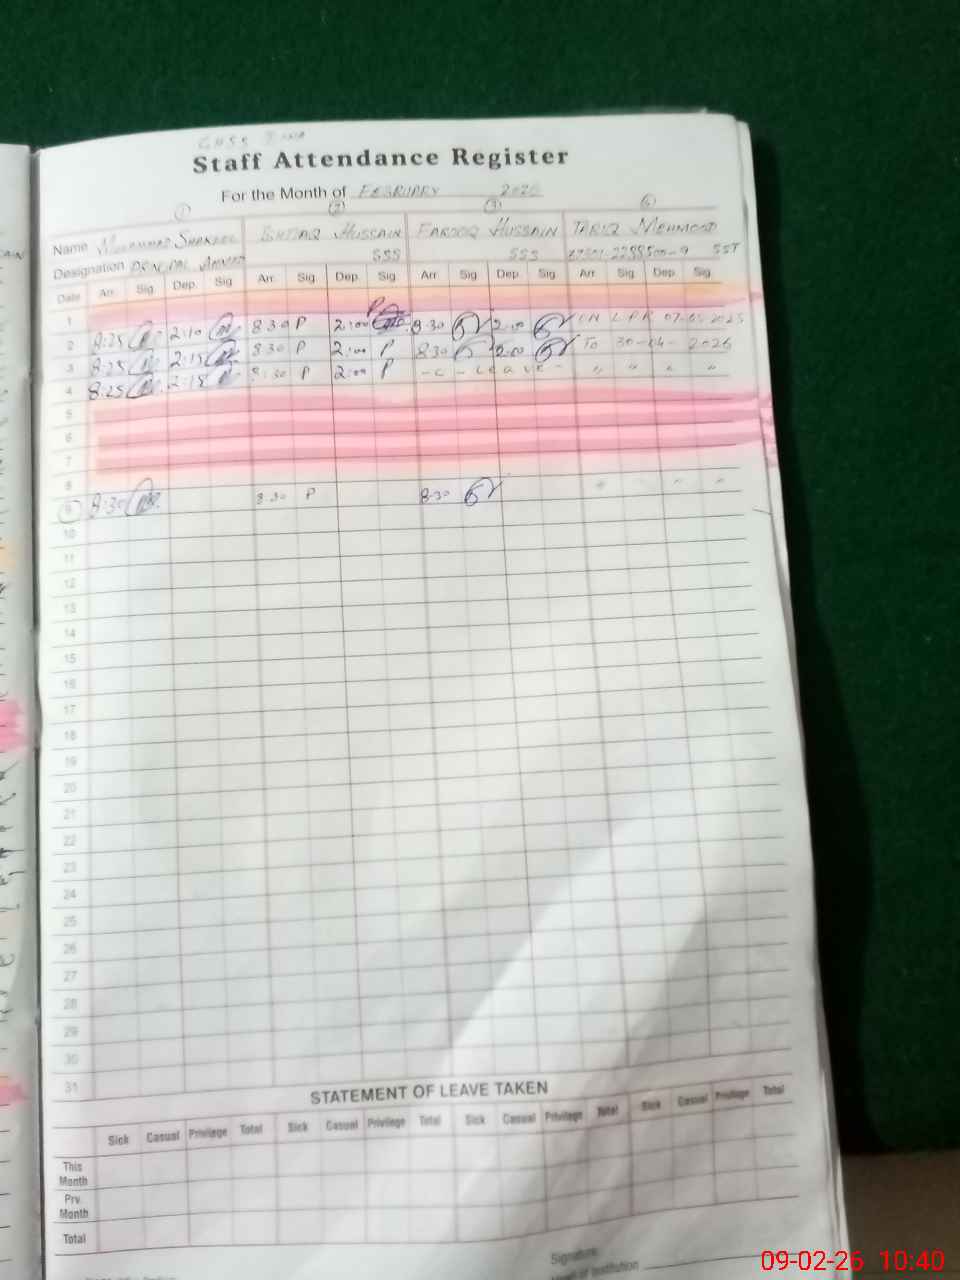 GHSS
Staff Attendance Register
For the Month of FEBRUARY 2026
1 2 3 4
Name MUHAMMAD SHAKEEL ISHTIAQ HUSSAIN FAROOQ HUSSAIN TARIQ MEHMOOD
Designation PRINCIPAL AHMAD SSS SSS SST
Date Arr. Sig. Dep. Sig. Arr. Sig. Dep. Sig. Arr. Sig. Dep. Sig. Arr. Sig. Dep. Sig.
1
2 8:25 2:10 8:30 P 2:00 P 8:30 2:00 ON LPR
3 8:25 2:15 8:30 P 2:00 P 8:30 2:00 To 30-04-2026
4 8:25 2:15 8:30 P 2:00 P -C-Leave- " " " "
5
6
7
8
9 8:30 8:30 P 8:30 " "
10
11
12
13
14
15
16
17
18
19
20
21
22
23
24
25
26
27
28
29
30
31
STATEMENT OF LEAVE TAKEN
Sick Casual Privilege Total Sick Casual Privilege Total Sick Casual Privilege Total Sick Casual Privilege Total
This Month
Prv. Month
Total
Signature
Head of Institution
09-02-26 10:40